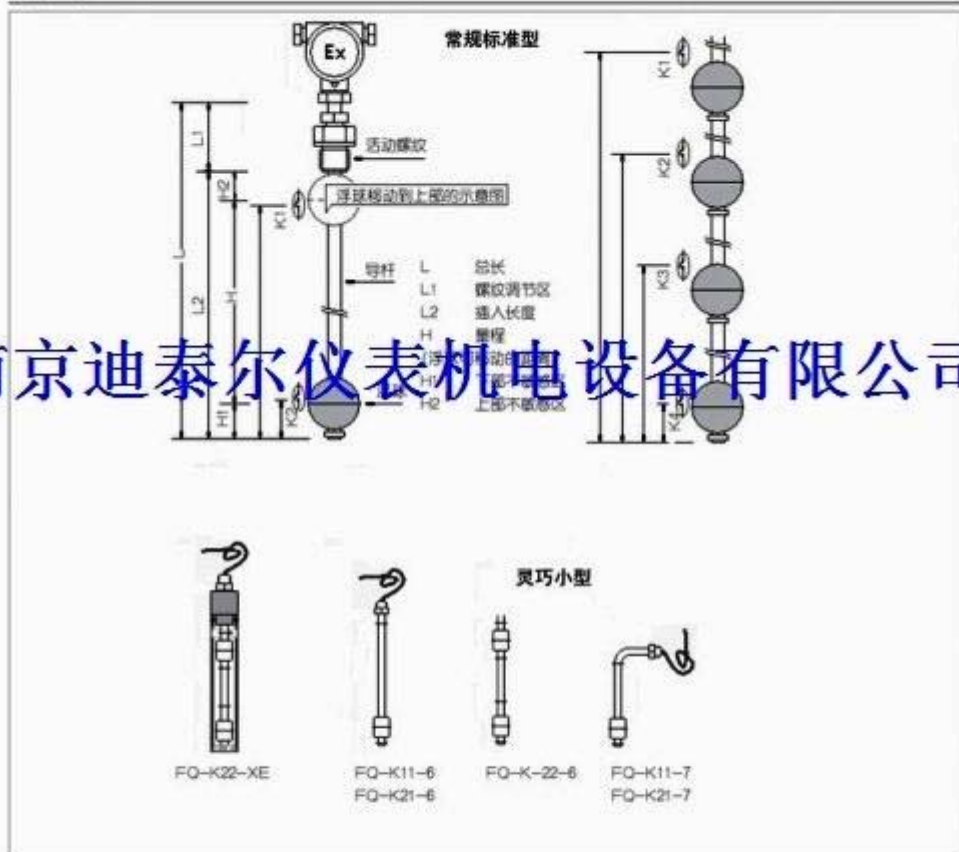 常规标准型
Ex
K1
活动螺纹
L1
H2
浮球移动到上部的示意图
K1
K2
导杆
L 总长
L1 螺纹调节区
L2 插入长度
H 量程
K3
L
L2
H
南京迪泰尔仪表机电设备有限公司
H2 上部不敏感区
H1
K2
K4
灵巧小型
FQ-K22-XE
FQ-K11-6
FQ-K21-6
FQ-K-22-6
FQ-K11-7
FQ-K21-7